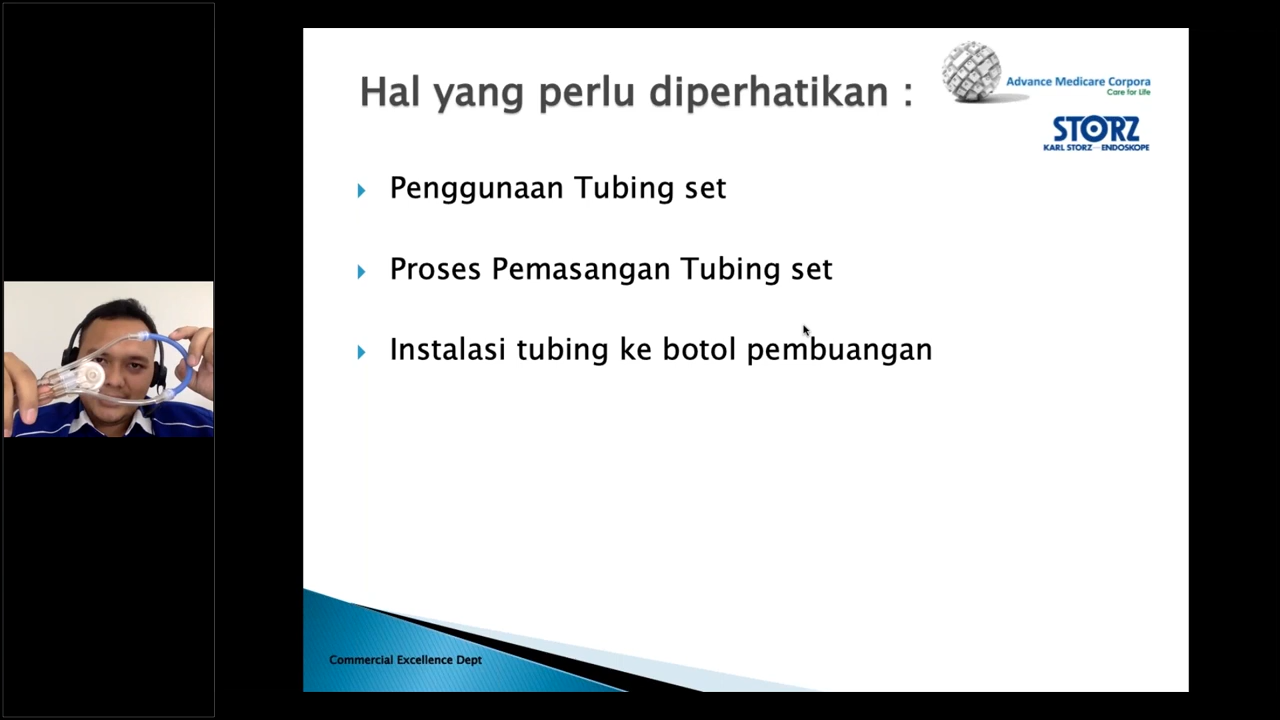 Hal yang perlu diperhatikan :
Advance Medicare Corpora
Care for Life
STORZ
KARL STORZ—ENDOSKOPE
Penggunaan Tubing set
Proses Pemasangan Tubing set
Instalasi tubing ke botol pembuangan
Commercial Excellence Dept